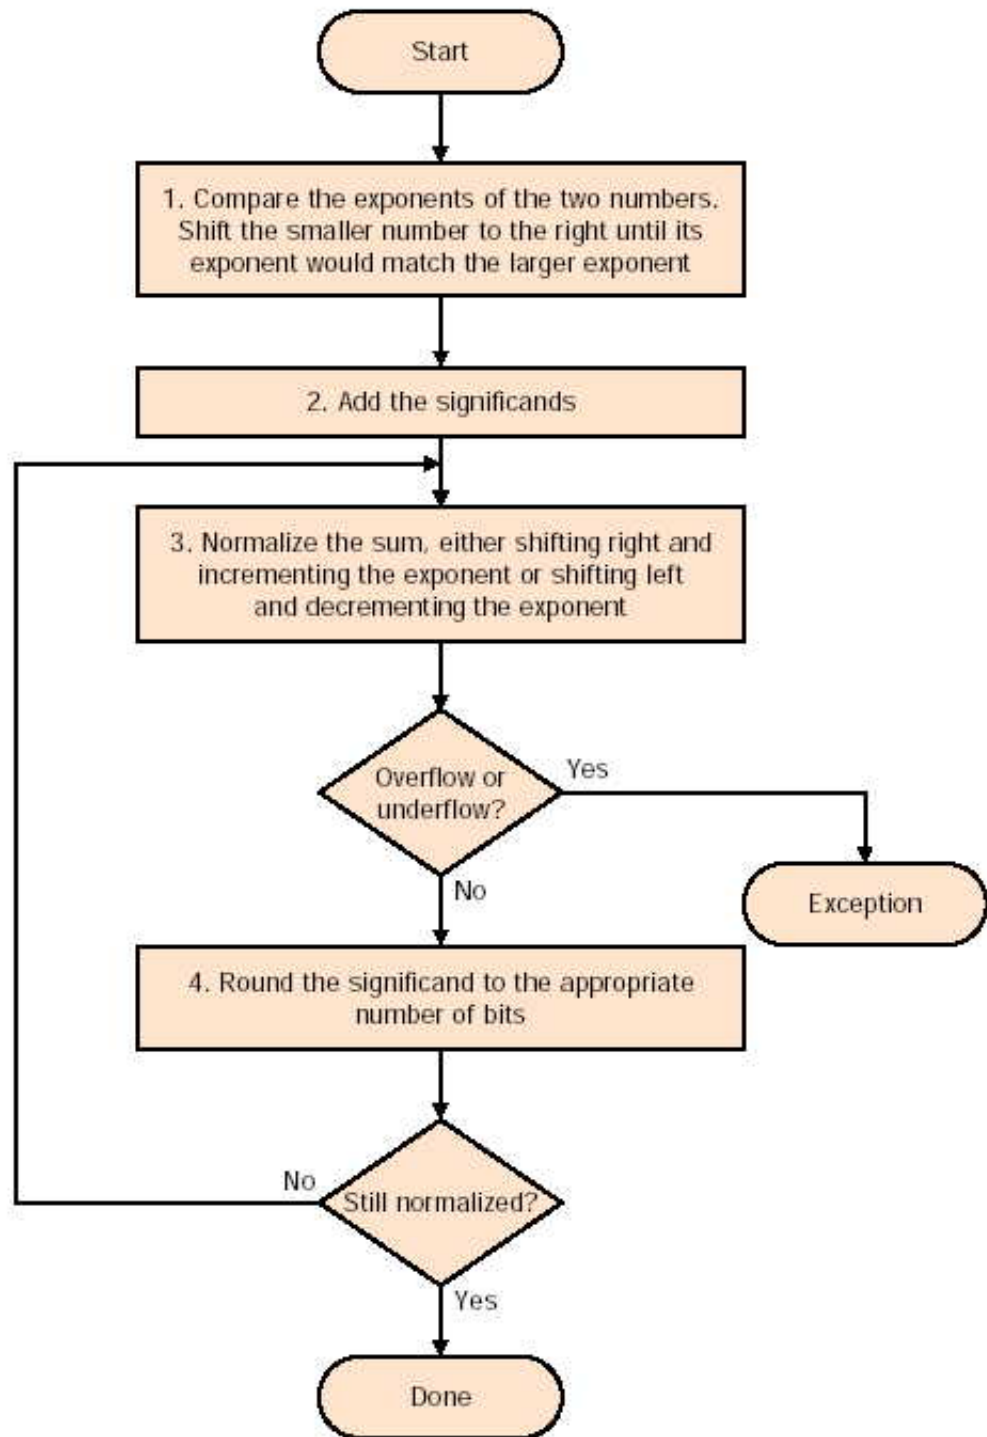 Start
1. Compare the exponents of the two numbers.
Shift the smaller number to the right until its
exponent would match the larger exponent
2. Add the significands
3. Normalize the sum, either shifting right and
incrementing the exponent or shifting left
and decrementing the exponent
Overflow or
underflow?
Yes
No
Exception
4. Round the significand to the appropriate
number of bits
No
Still normalized?
Yes
Done